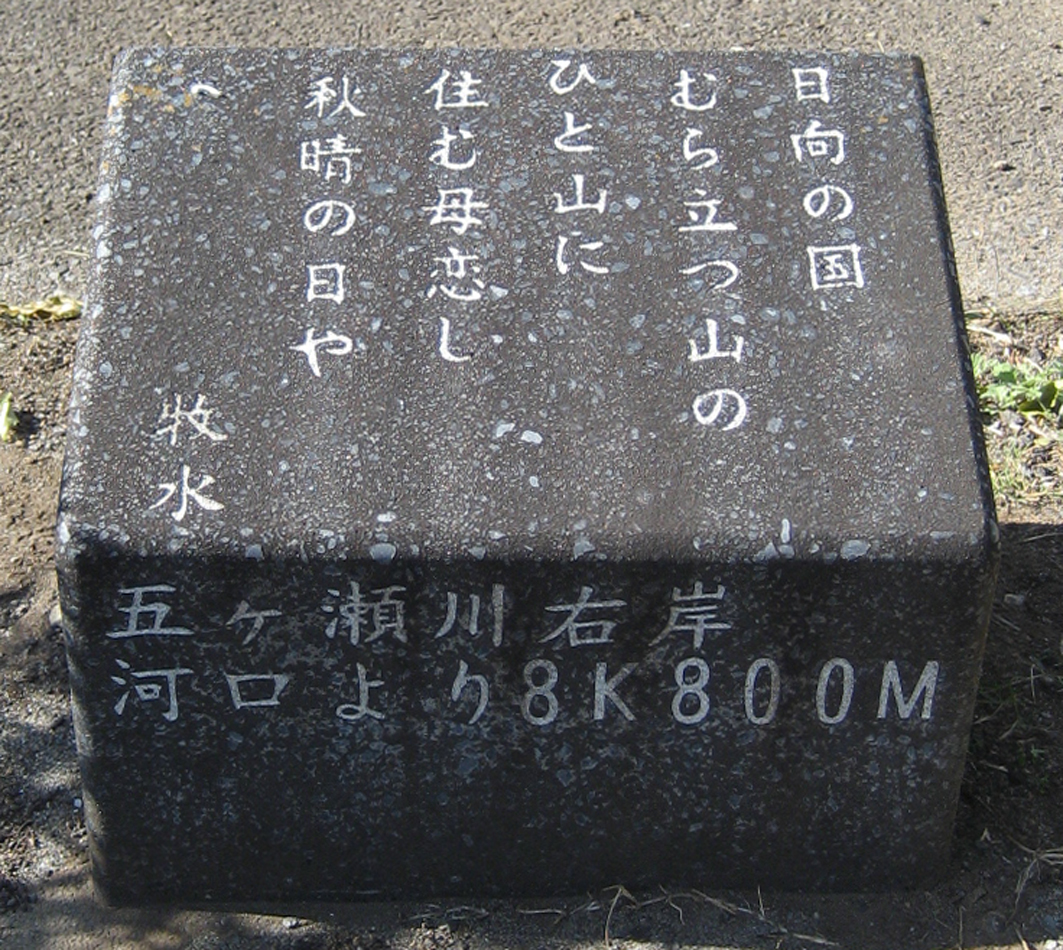 日向の国
むら立つ山の
ひと山に
住む母恋し
秋晴の日や
牧水
五ヶ瀬川右岸
河口より8K800M